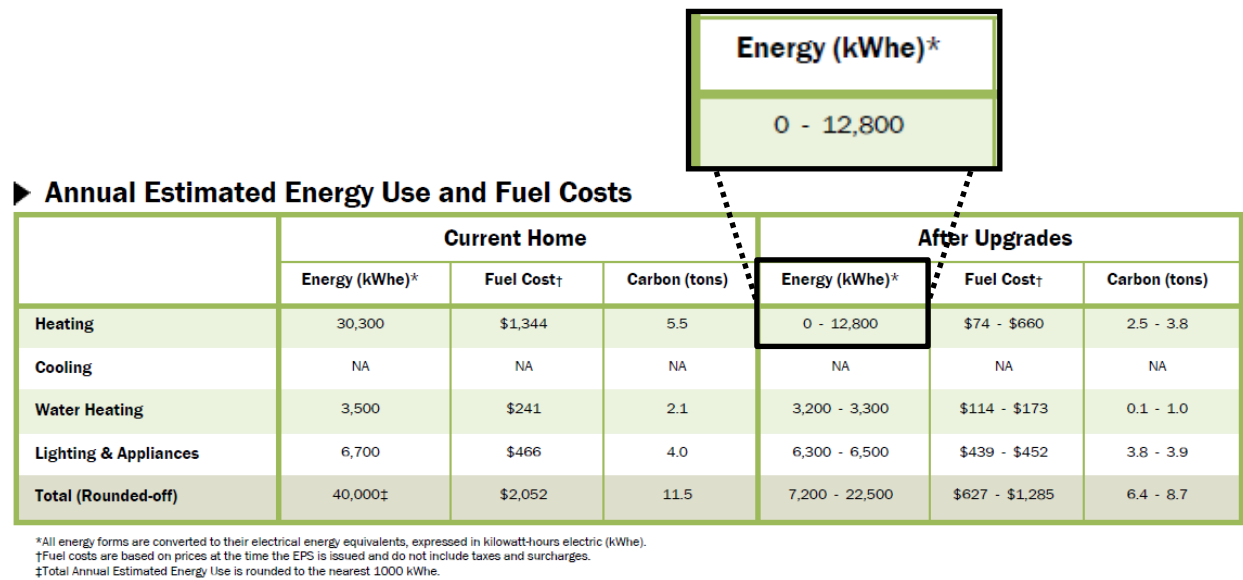 Energy (kWhe)*
0 - 12,800
Annual Estimated Energy Use and Fuel Costs
Current Home After Upgrades
Energy (kWhe)* Fuel Cost† Carbon (tons) Energy (kWhe)* Fuel Cost† Carbon (tons)
Heating 30,300 $1,344 5.5 0 - 12,800 $74 - $660 2.5 - 3.8
Cooling NA NA NA NA NA NA
Water Heating 3,500 $241 2.1 3,200 - 3,300 $114 - $173 0.1 - 1.0
Lighting & Appliances 6,700 $466 4.0 6,300 - 6,500 $439 - $452 3.8 - 3.9
Total (Rounded-off) 40,000‡ $2,052 11.5 7,200 - 22,500 $627 - $1,285 6.4 - 8.7
*All energy forms are converted to their electrical energy equivalents, expressed in kilowatt-hours electric (kWhe).
†Fuel costs are based on prices at the time the EPS is issued and do not include taxes and surcharges.
‡Total Annual Estimated Energy Use is rounded to the nearest 1000 kWhe.